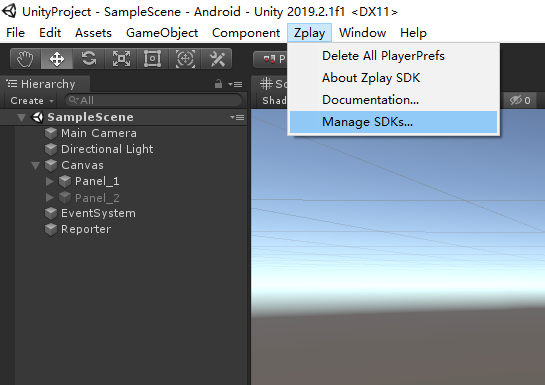 UnityProject - SampleScene - Android - Unity 2019.2.1f1 <DX11>
File Edit Assets GameObject Component Zplay Window Help
Delete All PlayerPrefs
About Zplay SDK
Documentation...
Manage SDKs...
Hierarchy
Create All
0
SampleScene
Main Camera
Directional Light
Canvas
Panel_1
Panel_2
EventSystem
Reporter